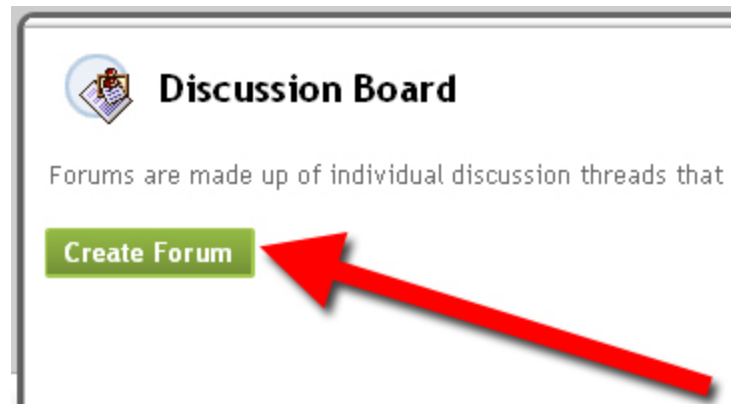 Discussion Board
Forums are made up of individual discussion threads that
Create Forum